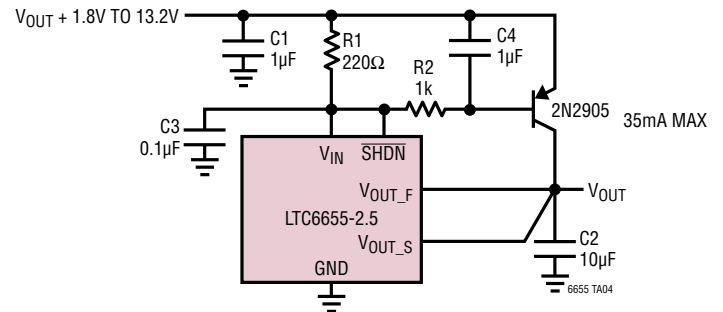 VOUT + 1.8V TO 13.2V
C1
1µF
R1
220Ω
C4
1µF
R2
1k
2N2905
35mA MAX
C3
0.1µF
VIN
SHDN
VOUT_F
VOUT
LTC6655-2.5
VOUT_S
C2
10µF
GND
6655 TA04